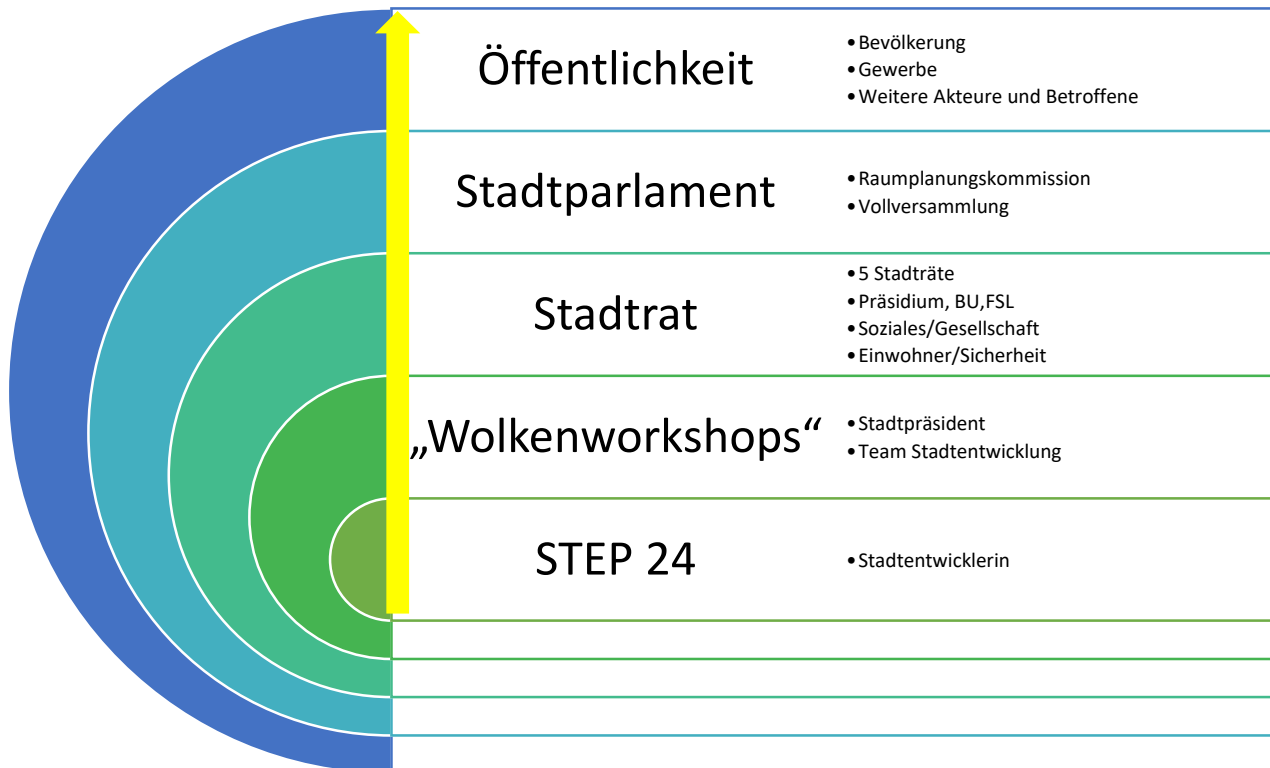 Öffentlichkeit
•Bevölkerung
•Gewerbe
•Weitere Akteure und Betroffene
Stadtparlament
•Raumplanungskommission
•Vollversammlung
Stadtrat
•5 Stadträte
•Präsidium, BU,FSL
•Soziales/Gesellschaft
•Einwohner/Sicherheit
„Wolkenworkshops“
•Stadtpräsident
•Team Stadtentwicklung
STEP 24
•Stadtentwicklerin